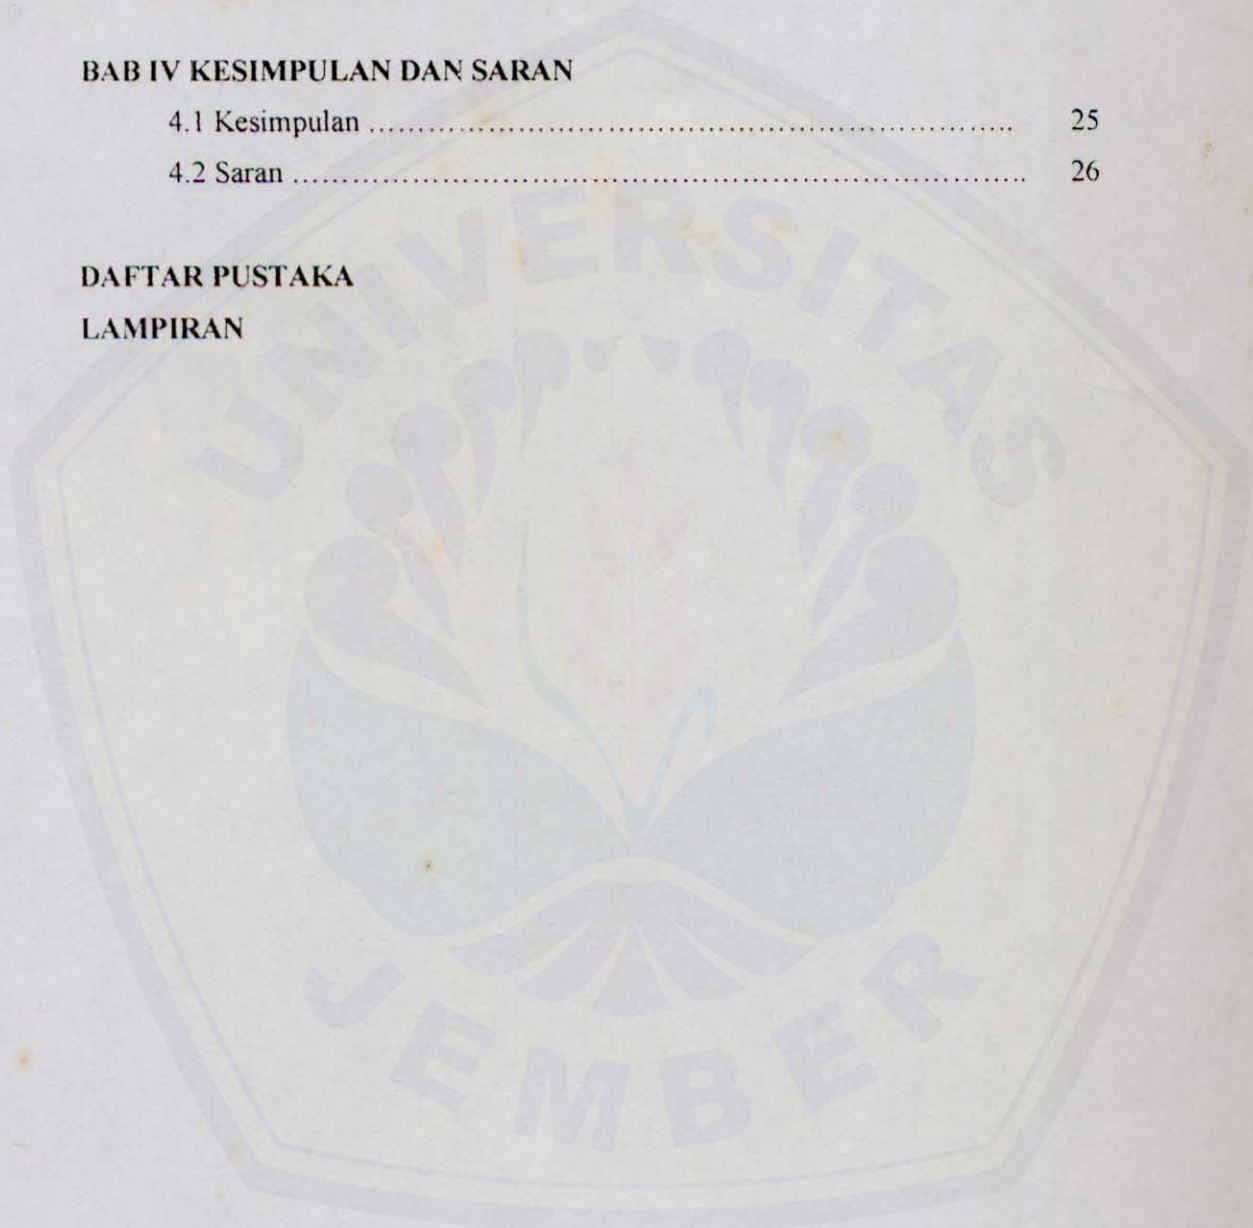 BAB IV KESIMPULAN DAN SARAN
4.1 Kesimpulan ........................................................................ 25
4.2 Saran ........................................................................ 26
DAFTAR PUSTAKA
LAMPIRAN
UNIVERSITAS
JEMBER